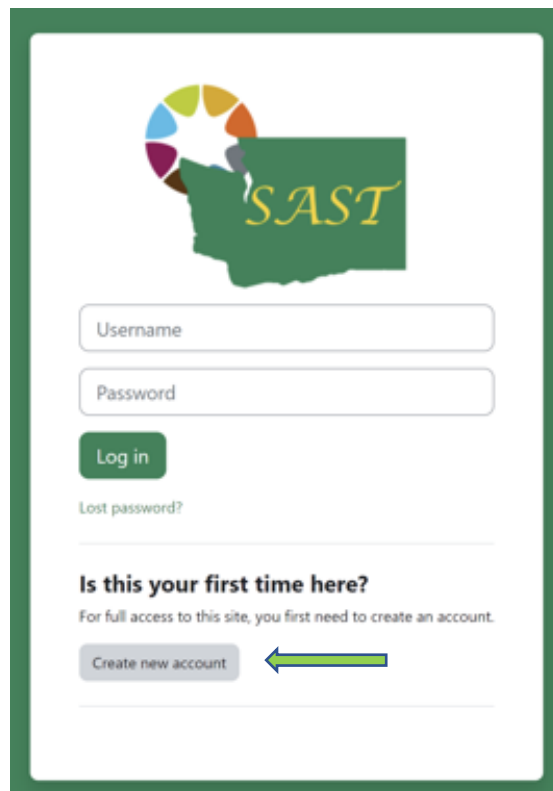 SAST
Username
Password
Log in
Lost password?
Is this your first time here?
For full access to this site, you first need to create an account.
Create new account